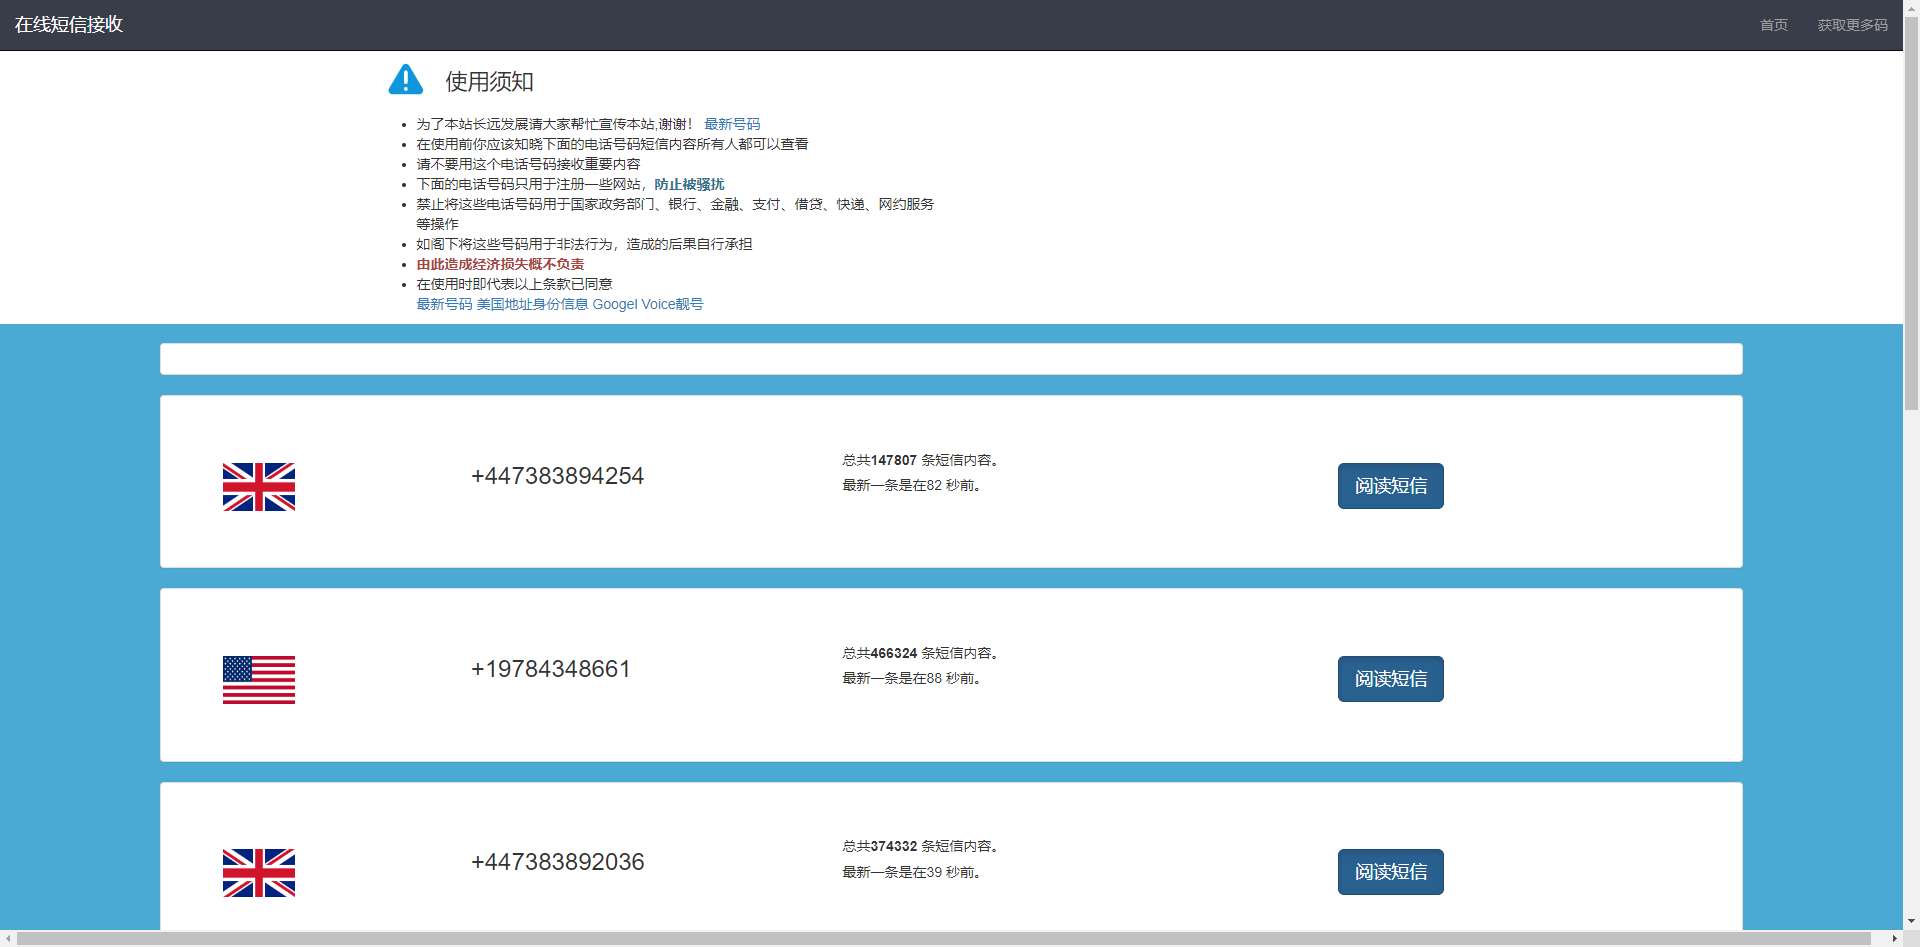 在线短信接收
首页
获取更多码
使用须知
为了本站长远发展请大家帮忙宣传本站,谢谢！ 最新号码
在使用前你应该知晓下面的电话号码短信内容所有人都可以查看
请不要用这个电话号码接收重要内容
下面的电话号码只用于注册一些网站，防止被骚扰
禁止将这些电话号码用于国家政务部门、银行、金融、支付、借贷、快递、网约服务
等操作
如阁下将这些号码用于非法行为，造成的后果自行承担
由此造成经济损失概不负责
在使用时即代表以上条款已同意
最新号码 美国地址身份信息 Googel Voice靓号
+447383894254
总共147807 条短信内容。
最新一条是在82 秒前。
阅读短信
+19784348661
总共466324 条短信内容。
最新一条是在88 秒前。
阅读短信
+447383892036
总共374332 条短信内容。
最新一条是在39 秒前。
阅读短信